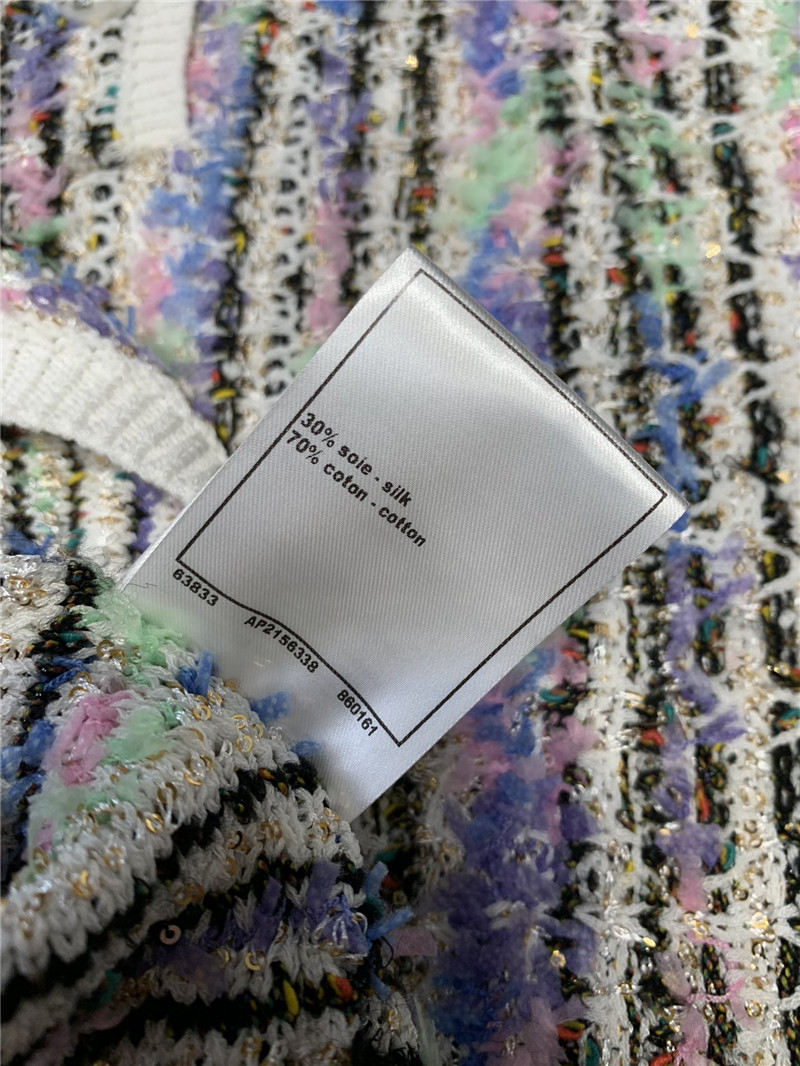 30% soie - silk
70% coton - cotton
63833 AP2156338 860161